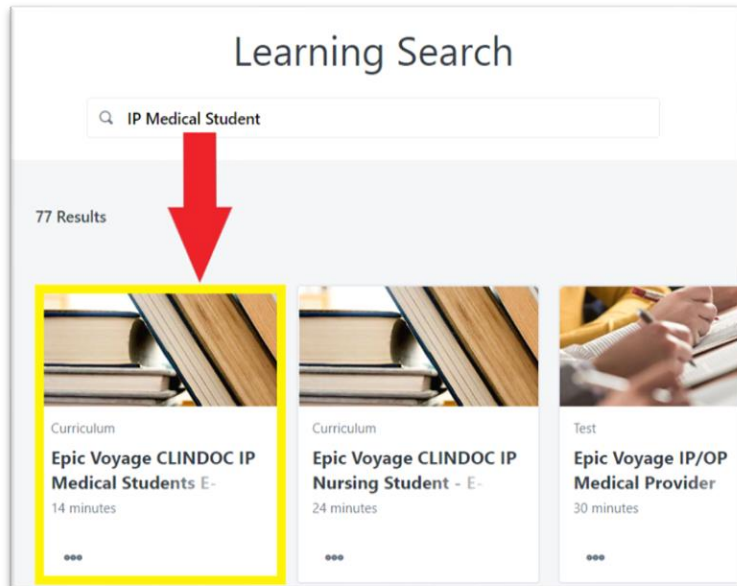 Learning Search
IP Medical Student
77 Results
Curriculum
Epic Voyage CLINDOC IP
Medical Students E-
14 minutes
Curriculum
Epic Voyage CLINDOC IP
Nursing Student - E-
24 minutes
Test
Epic Voyage IP/OP
Medical Provider
30 minutes